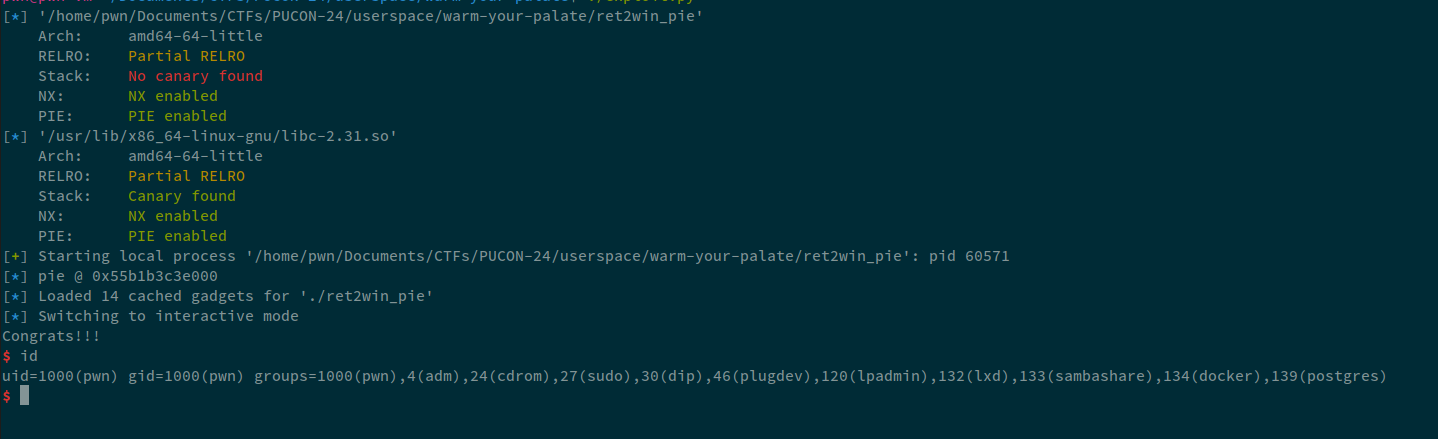 [*] '/home/pwn/Documents/CTFs/PUCON-24/userspace/warm-your-palate/ret2win_pie'
    Arch:     amd64-64-little
    RELRO:    Partial RELRO
    Stack:    No canary found
    NX:       NX enabled
    PIE:      PIE enabled
[*] '/usr/lib/x86_64-linux-gnu/libc-2.31.so'
    Arch:     amd64-64-little
    RELRO:    Partial RELRO
    Stack:    Canary found
    NX:       NX enabled
    PIE:      PIE enabled
[+] Starting local process '/home/pwn/Documents/CTFs/PUCON-24/userspace/warm-your-palate/ret2win_pie': pid 60571
[*] pie @ 0x55b1b3c3e000
[*] Loaded 14 cached gadgets for './ret2win_pie'
[*] Switching to interactive mode
Congrats!!!
$ id
uid=1000(pwn) gid=1000(pwn) groups=1000(pwn),4(adm),24(cdrom),27(sudo),30(dip),46(plugdev),120(lpadmin),132(lxd),133(sambashare),134(docker),139(postgres)
$